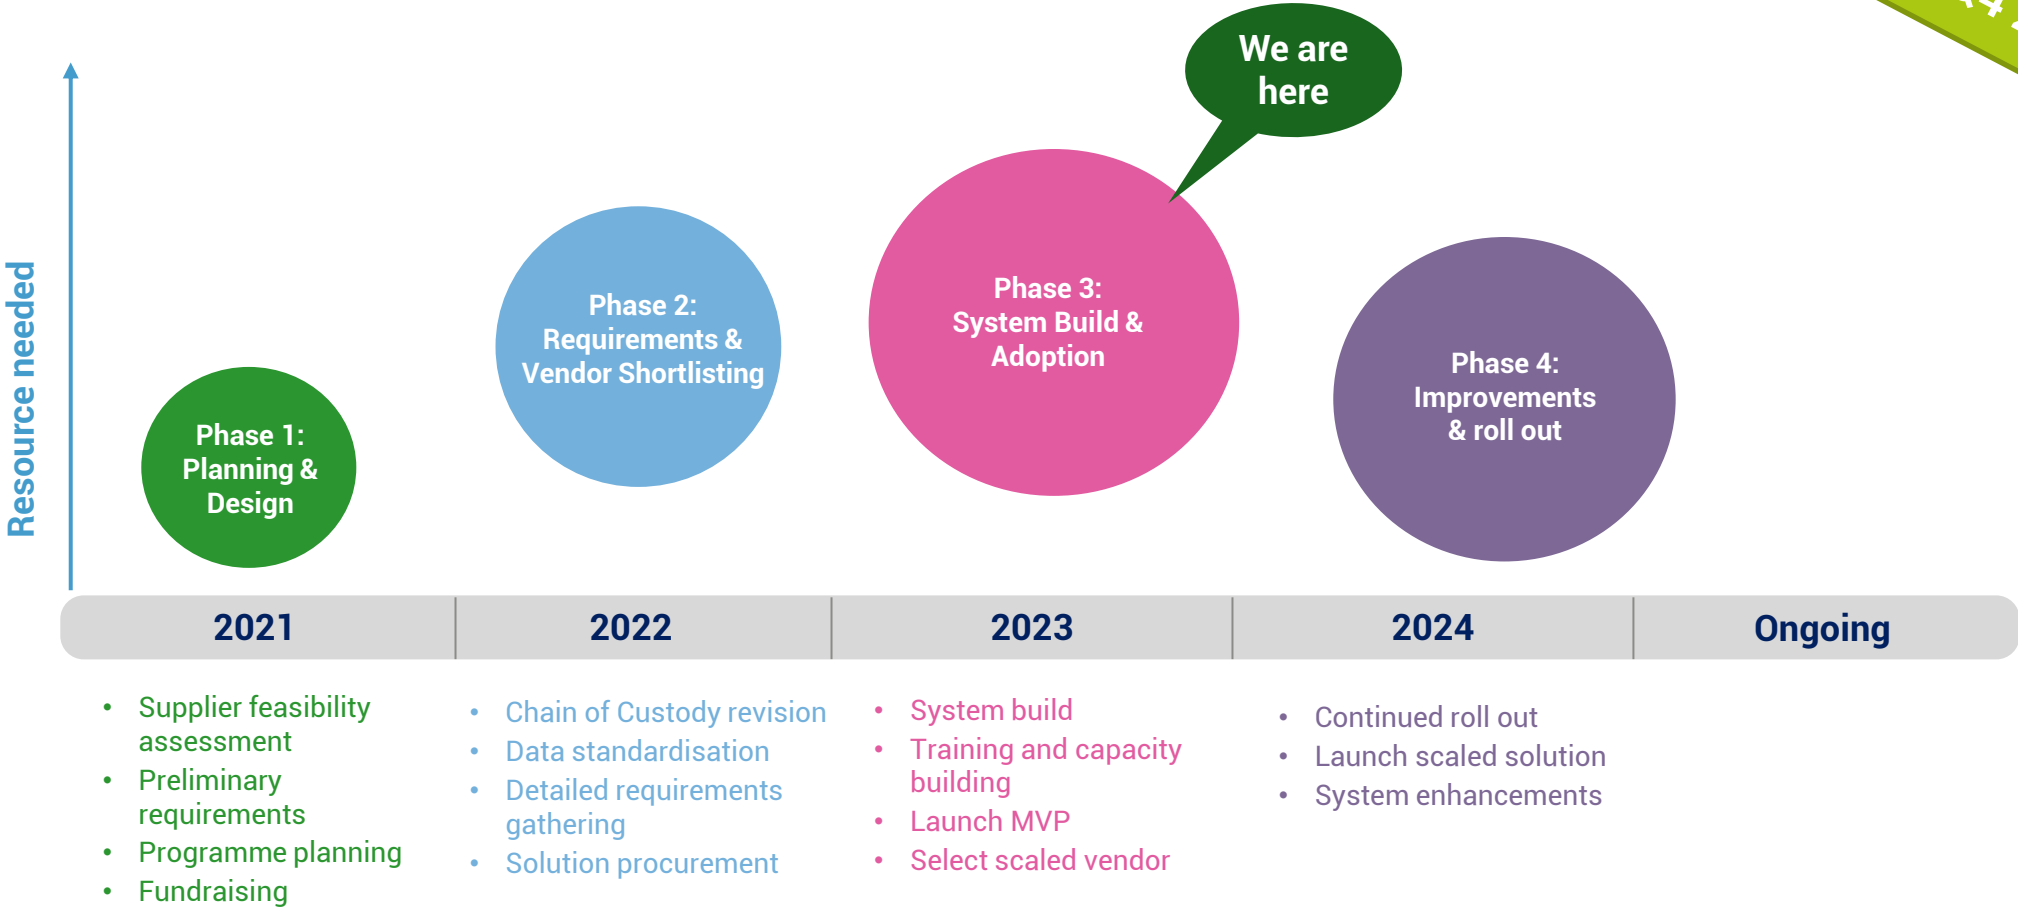 We are
here
Resource needed
Phase 1:
Planning &
Design
Phase 2:
Requirements &
Vendor Shortlisting
Phase 3:
System Build &
Adoption
Phase 4:
Improvements
& roll out
2021
2022
2023
2024
Ongoing
• Supplier feasibility
assessment
• Preliminary
requirements
• Programme planning
• Fundraising
• Chain of Custody revision
• Data standardisation
• Detailed requirements
gathering
• Solution procurement
• System build
• Training and capacity
building
• Launch MVP
• Select scaled vendor
• Continued roll out
• Launch scaled solution
• System enhancements